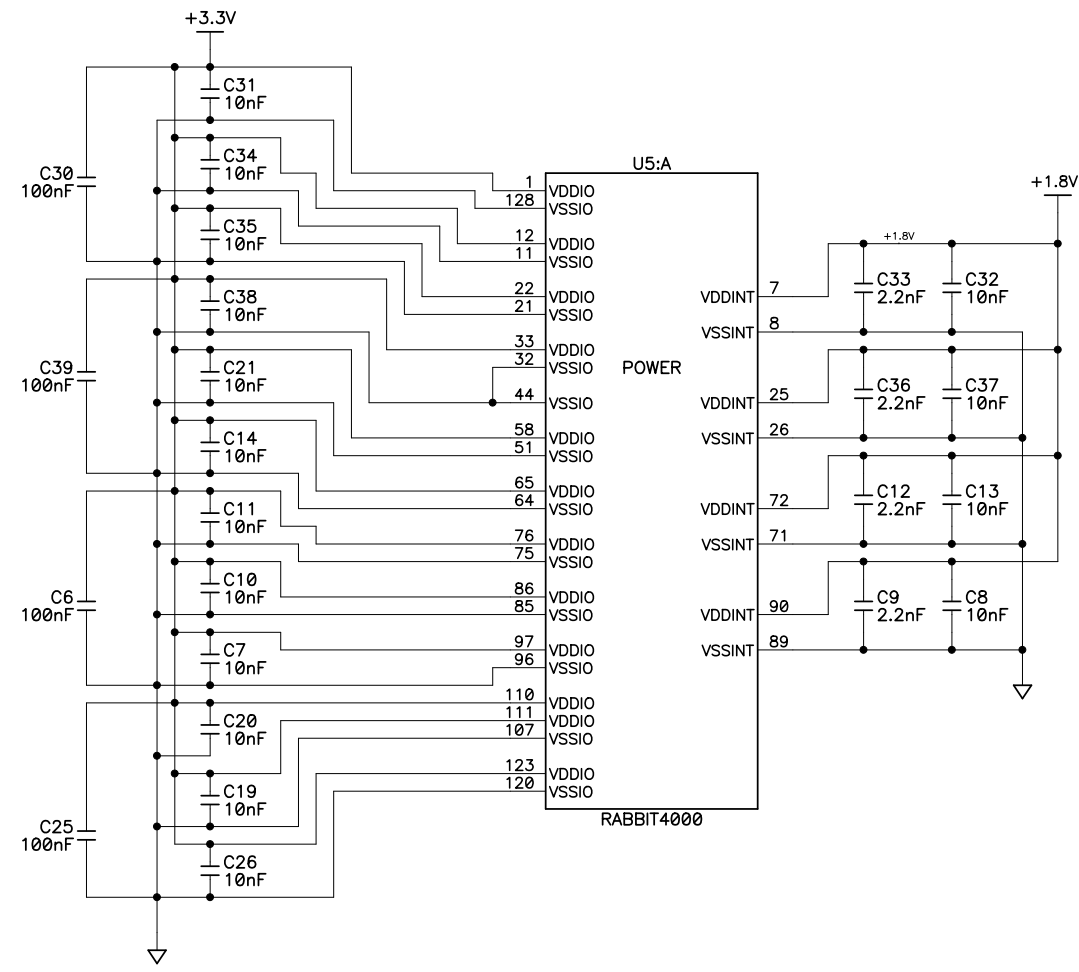 +3.3V
C31
10nF
C34
10nF
C30
100nF
C35
10nF
C38
10nF
C39
100nF
C21
10nF
C14
10nF
C11
10nF
C10
10nF
C6
100nF
C7
10nF
C20
10nF
C19
10nF
C25
100nF
C26
10nF
U5:A
1 VDDIO
128 VSSIO
12 VDDIO
11 VSSIO
22 VDDIO
21 VSSIO
33 VDDIO
32 VSSIO
44 VSSIO
58 VDDIO
51 VSSIO
65 VDDIO
64 VSSIO
76 VDDIO
75 VSSIO
86 VDDIO
85 VSSIO
97 VDDIO
96 VSSIO
110 VDDIO
111 VDDIO
107 VSSIO
123 VDDIO
120 VSSIO
POWER
VDDINT 7
VSSINT 8
VDDINT 25
VSSINT 26
VDDINT 72
VSSINT 71
VDDINT 90
VSSINT 89
RABBIT4000
+1.8V
+1.8V
C33
2.2nF
C32
10nF
C36
2.2nF
C37
10nF
C12
2.2nF
C13
10nF
C9
2.2nF
C8
10nF